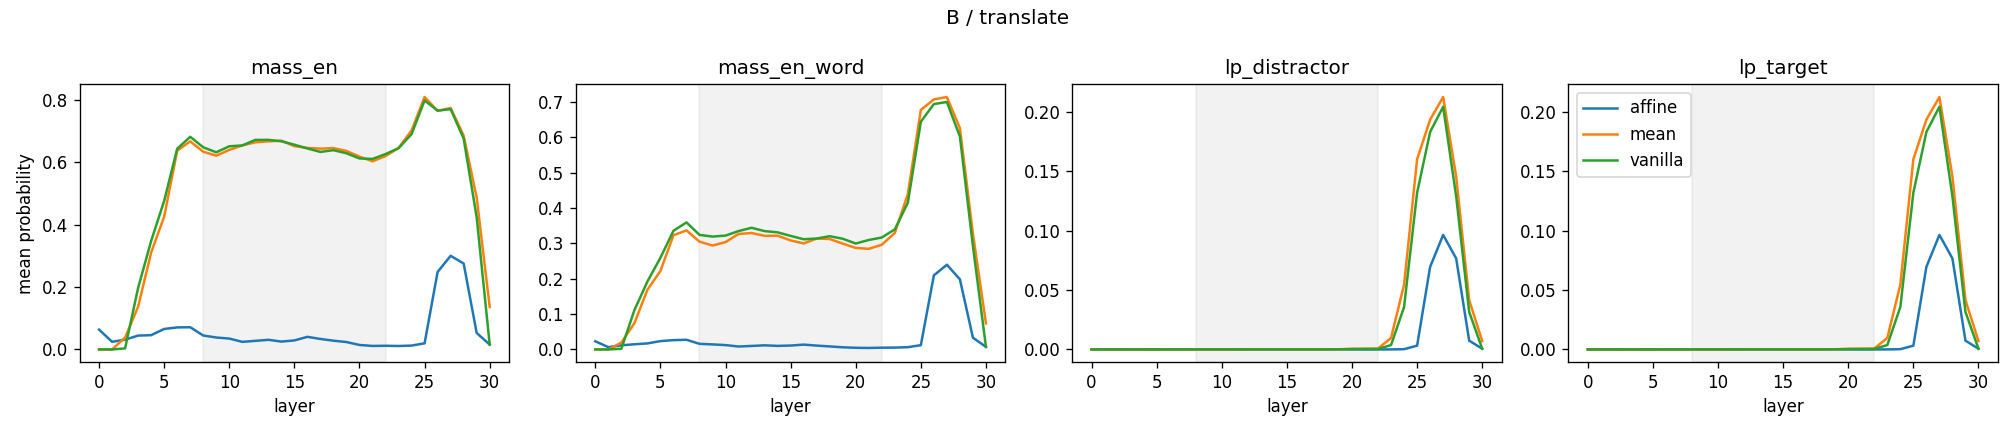 B / translate
mass_en
mass_en_word
lp_distractor
lp_target
mean probability
0.8
0.6
0.4
0.2
0.0
0 5 10 15 20 25 30
layer
0.7
0.6
0.5
0.4
0.3
0.2
0.1
0.0
0 5 10 15 20 25 30
layer
0.20
0.15
0.10
0.05
0.00
0 5 10 15 20 25 30
layer
0.20
0.15
0.10
0.05
0.00
affine
mean
vanilla
0 5 10 15 20 25 30
layer